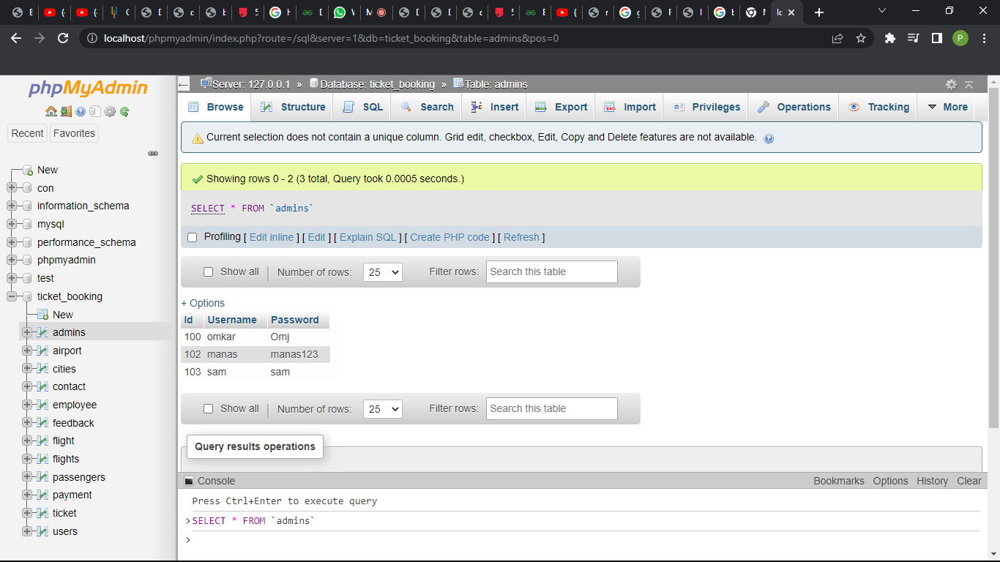 localhost/phpmyadmin/index.php?route=/sql&server=1&db=ticket_booking&table=admins&pos=0
P
phpMyAdmin
Recent Favorites
New
con
information_schema
mysql
performance_schema
phpmyadmin
test
ticket_booking
New
admins
airport
cities
contact
employee
feedback
flight
flights
passengers
payment
ticket
users
Server: 127.0.0.1 » Database: ticket_booking » Table: admins
Browse Structure SQL Search Insert Export Import Privileges Operations Tracking More
Current selection does not contain a unique column. Grid edit, checkbox, Edit, Copy and Delete features are not available.
Showing rows 0 - 2 (3 total, Query took 0.0005 seconds.)
SELECT * FROM `admins`
Profiling [ Edit inline ] [ Edit ] [ Explain SQL ] [ Create PHP code ] [ Refresh ]
Show all | Number of rows: 25 Filter rows: Search this table
+ Options
Id Username Password
100 omkar Omj
102 manas manas123
103 sam sam
Show all | Number of rows: 25 Filter rows: Search this table
Query results operations
Console Bookmarks Options History Clear
Press Ctrl+Enter to execute query
>SELECT * FROM `admins`
>